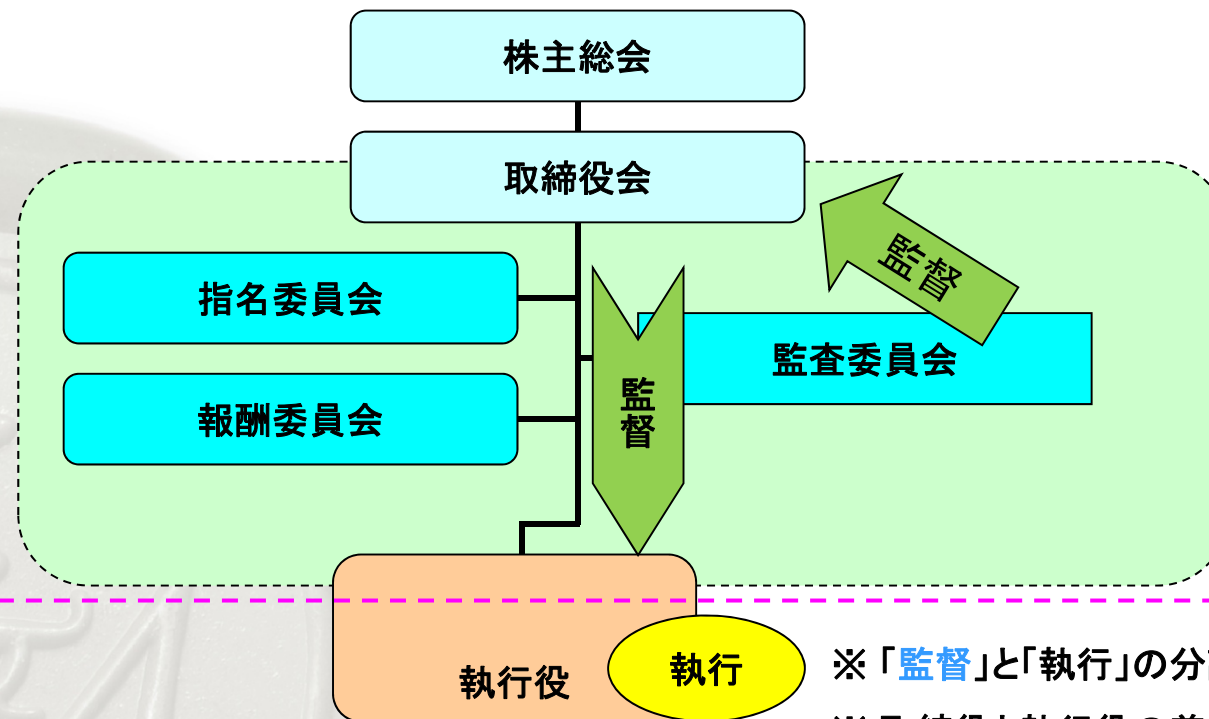 株主総会
取締役会
監督
指名委員会
監査委員会
監督
報酬委員会
執行役
執行
※「監督」と「執行」の分